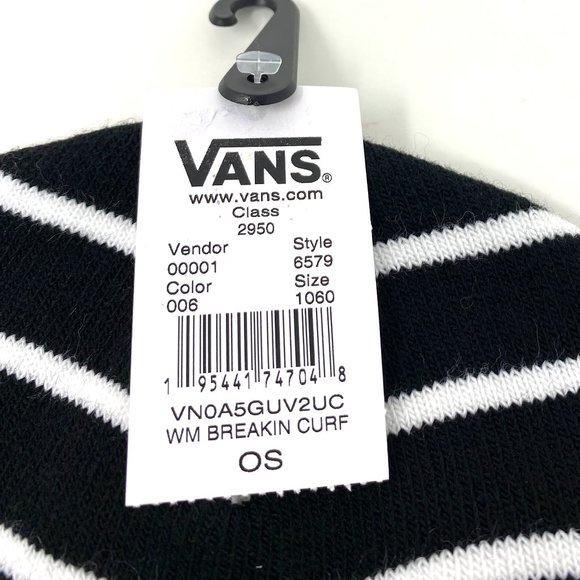 VANS®
www.vans.com
Class
2950
Vendor Style
00001 6579
Color Size
006 1060
1 95441 74704 8
VN0A5GUV2UC
WM BREAKIN CURF
OS